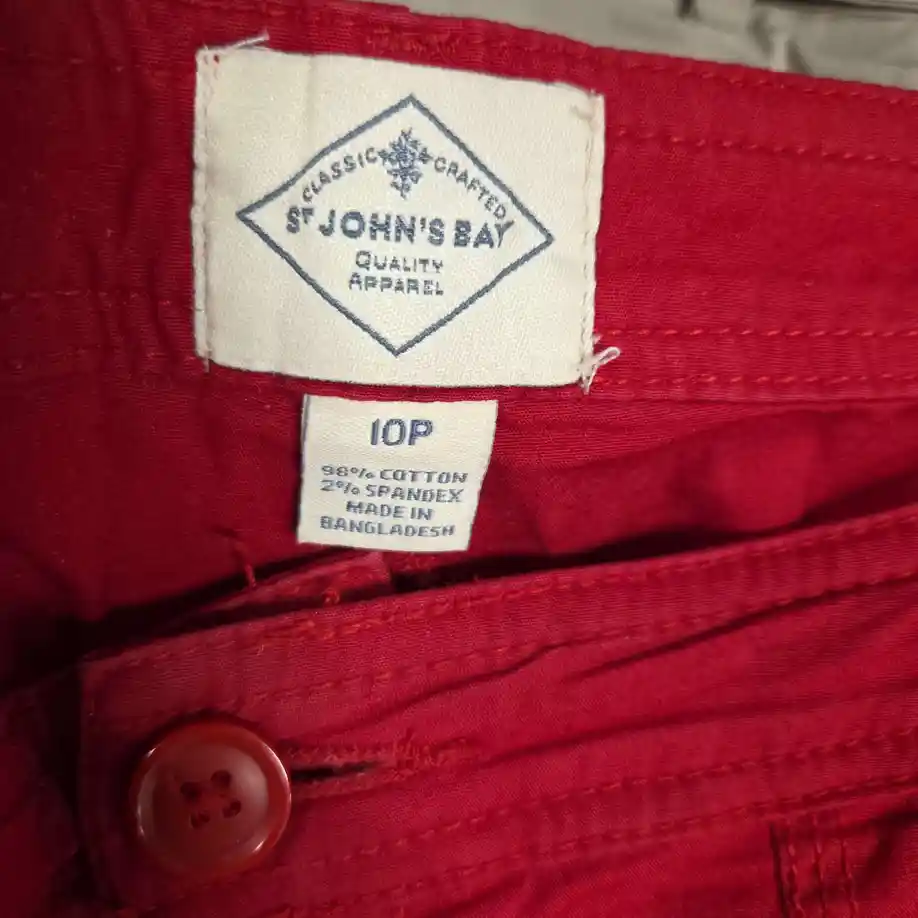 CLASSIC CRAFTED
ST JOHN'S BAY
QUALITY
APPAREL
10P
98% COTTON
2% SPANDEX
MADE IN
BANGLADESH